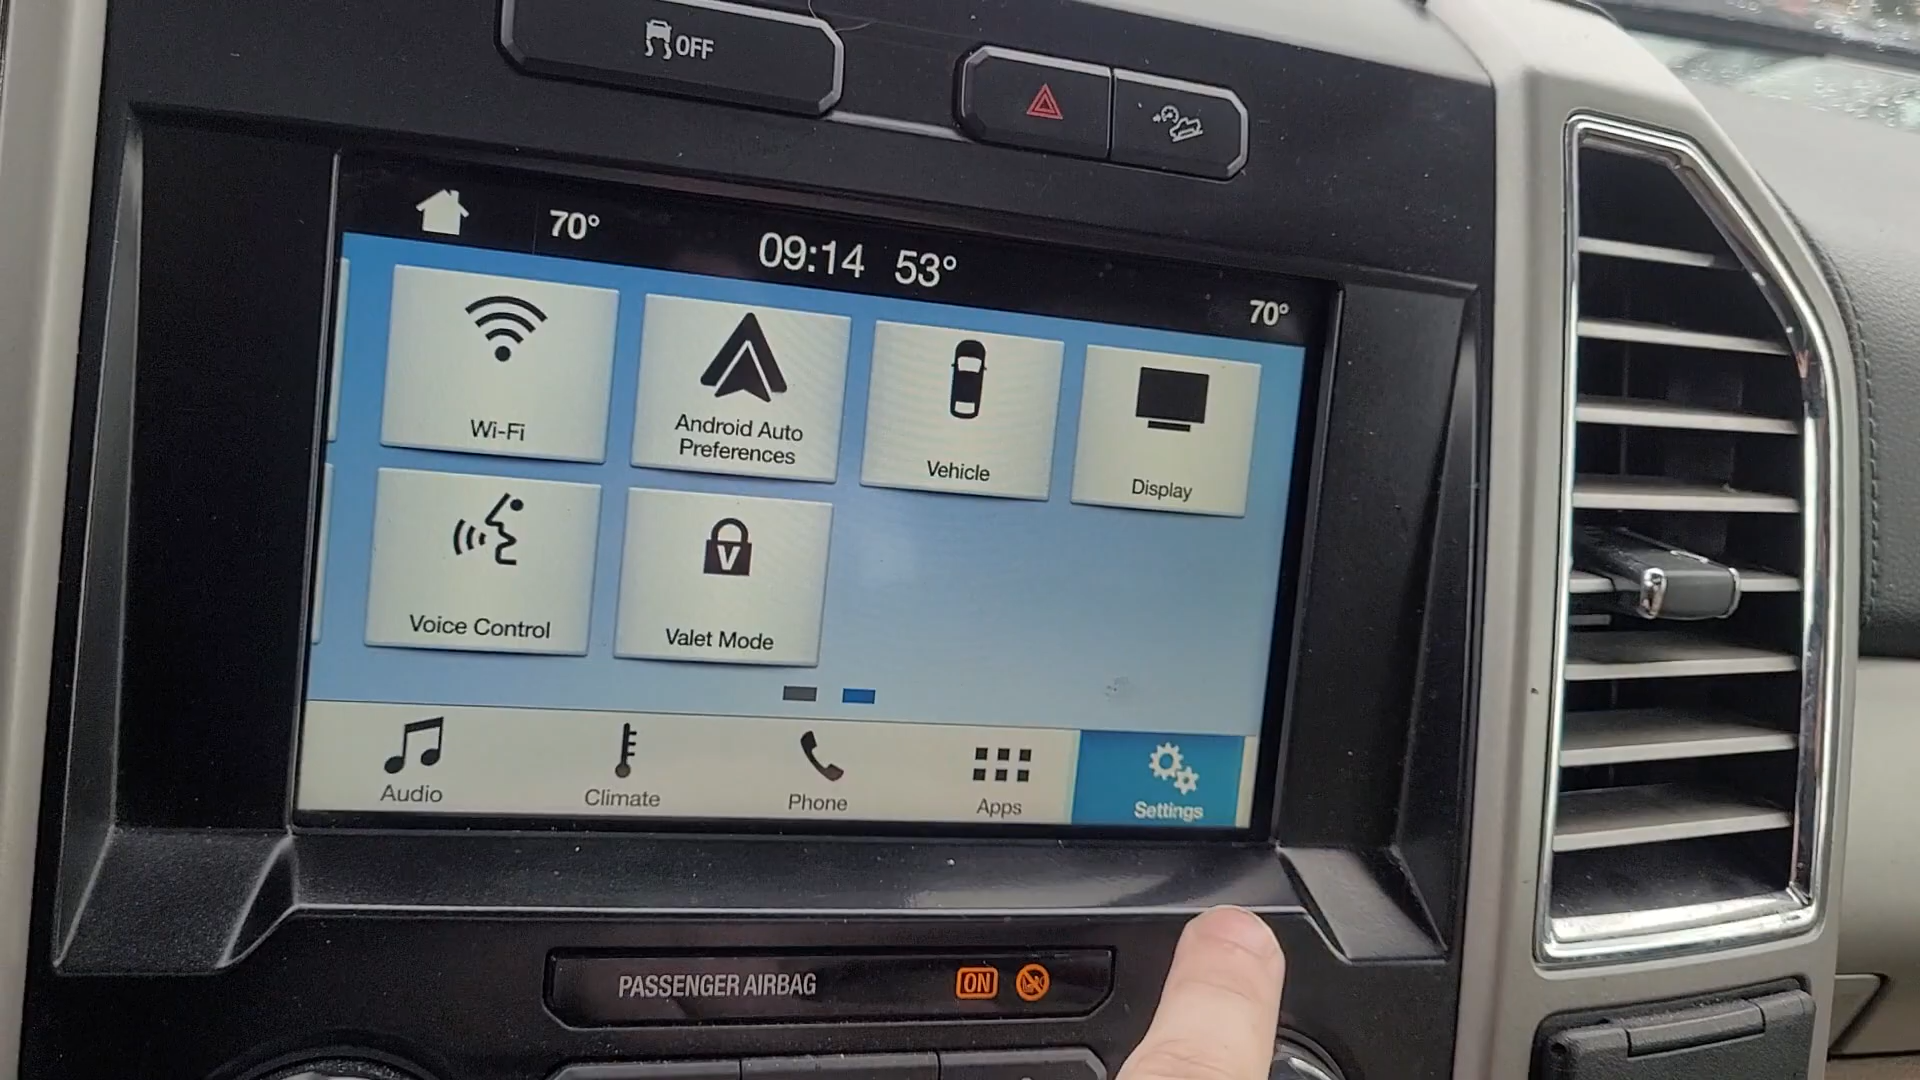 OFF
70°
09:14 53°
70°
Wi-Fi
Android Auto
Preferences
Vehicle
Display
Voice Control
V
Valet Mode
Audio
Climate
Phone
Apps
Settings
PASSENGER AIRBAG ON